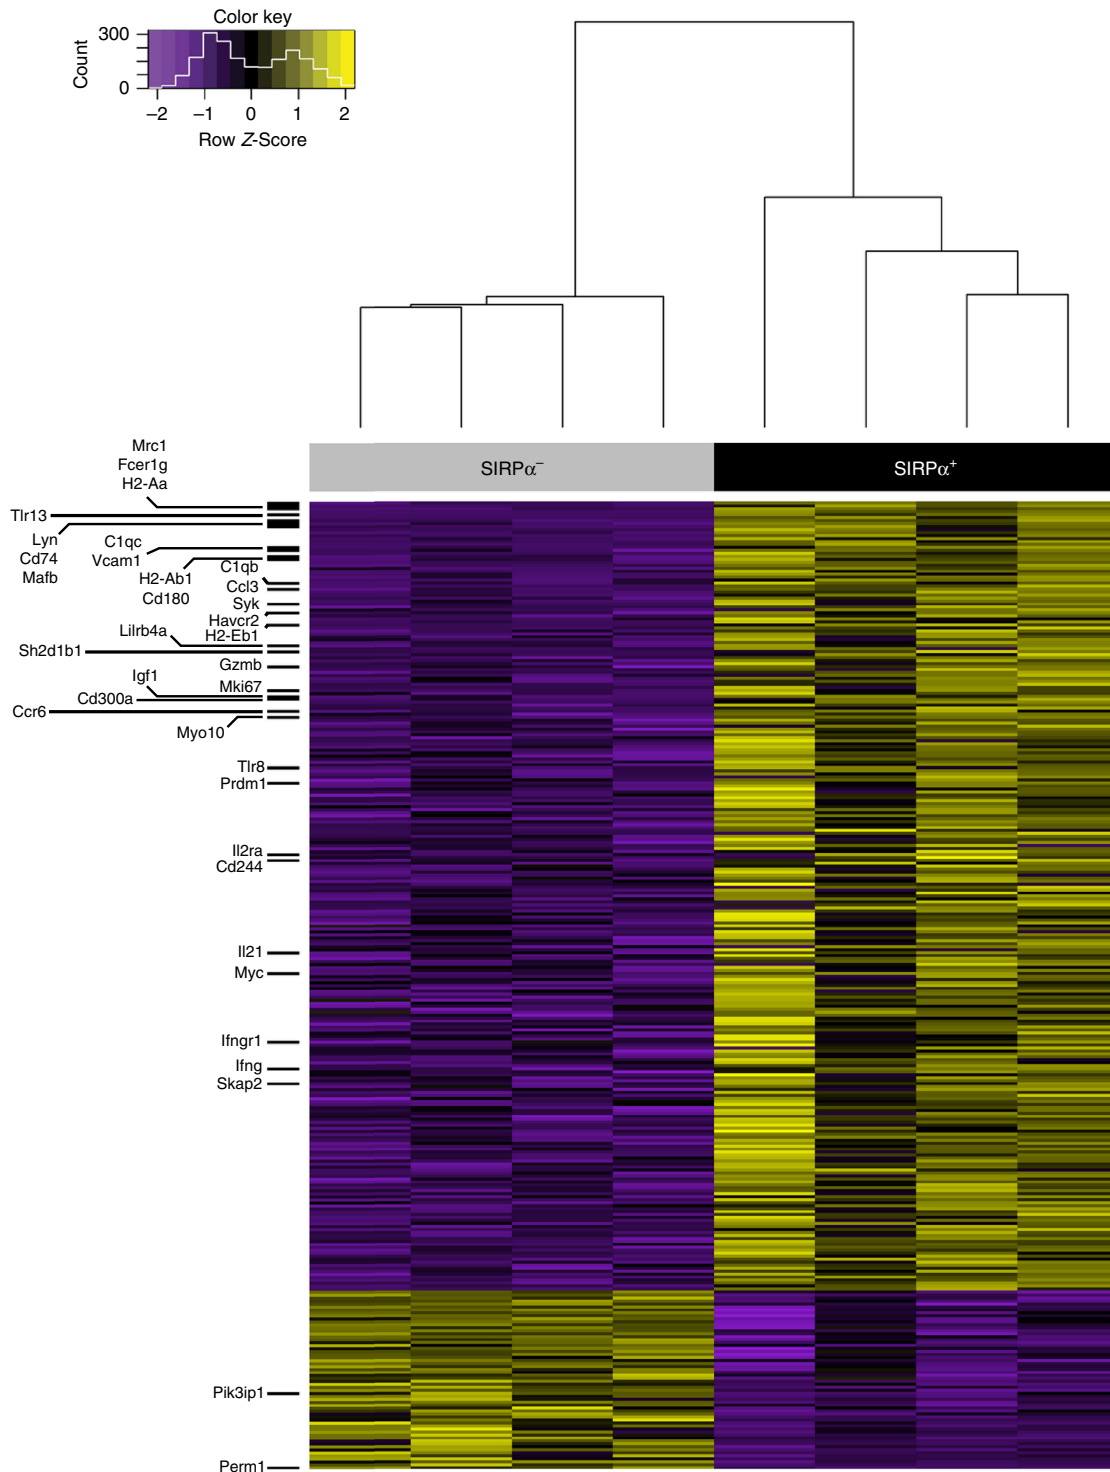 Color key
300
0
Count
−2 −1 0 1 2
Row Z-Score
SIRPα⁻
SIRPα⁺
Mrc1
Fcer1g
H2-Aa
Tlr13
Lyn
Cd74
Mafb
C1qc
Vcam1
H2-Ab1
Cd180
C1qb
Ccl3
Syk
Havcr2
H2-Eb1
Lilrb4a
Sh2d1b1
Gzmb
Mki67
Igf1
Cd300a
Ccr6
Myo10
Tlr8
Prdm1
Il2ra
Cd244
Il21
Myc
Ifngr1
Ifng
Skap2
Pik3ip1
Perm1